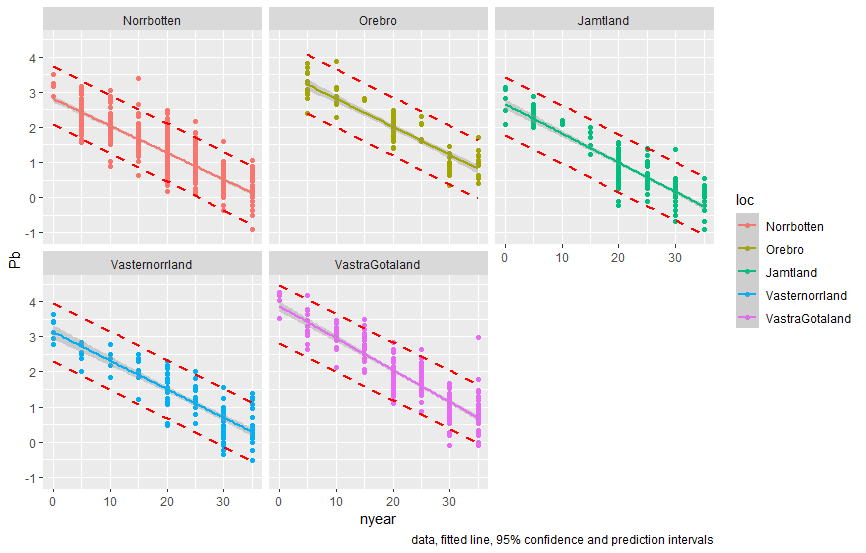 Norrbotten Orebro Jamtland
4
3
2
1
0
-1
0 10 20 30
Vasternorrland VastraGotaland
4
3
2
1
0
-1
0 10 20 30 0 10 20 30
Pb
nyear
loc
Norrbotten
Orebro
Jamtland
Vasternorrland
VastraGotaland
data, fitted line, 95% confidence and prediction intervals